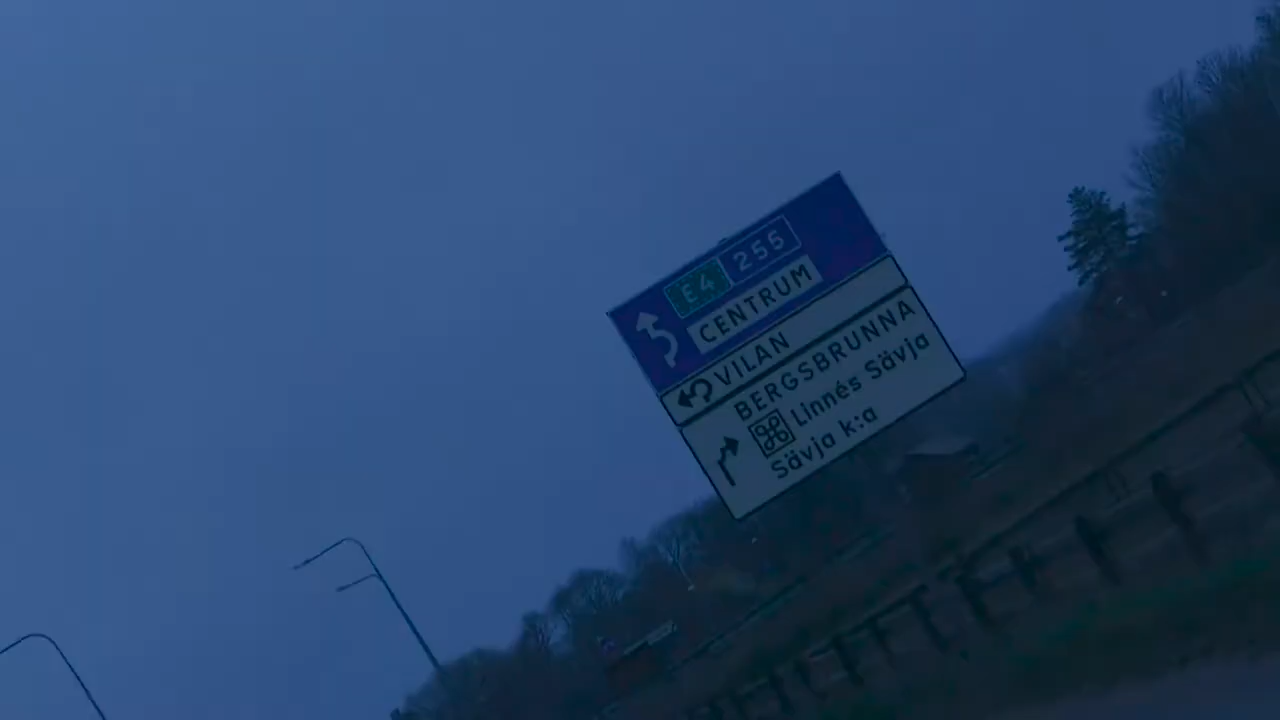 E4 255
CENTRUM
VILAN
BERGSBRUNNA
Linnés Sävja
Sävja k:a